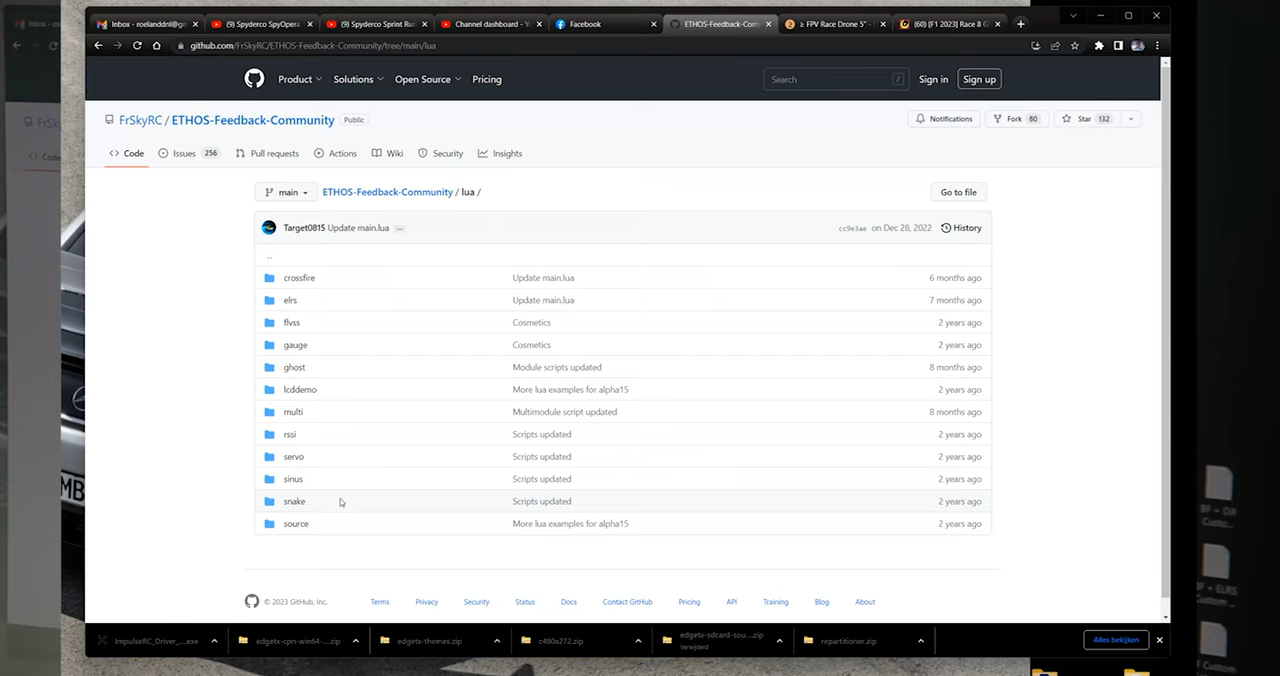 Inbox - roelanddnl@gm
(9) Spyderco SpyOpera
(9) Spyderco Sprint Ru
Channel dashboard - Y
Facebook
ETHOS-Feedback-Com
≥ FPV Race Drone 5"
(60) [F1 2023] Race 8 G
github.com/FrSkyRC/ETHOS-Feedback-Community/tree/main/lua
Product Solutions Open Source Pricing Search / Sign in Sign up
FrSkyRC / ETHOS-Feedback-Community Public Notifications Fork 80 Star 132
Code Issues 256 Pull requests Actions Wiki Security Insights
main ETHOS-Feedback-Community / lua / Go to file
Target0815 Update main.lua ... cc9e3ae on Dec 28, 2022 History
..
crossfire Update main.lua 6 months ago
elrs Update main.lua 7 months ago
flvss Cosmetics 2 years ago
gauge Cosmetics 2 years ago
ghost Module scripts updated 8 months ago
lcddemo More lua examples for alpha15 2 years ago
multi Multimodule script updated 8 months ago
rssi Scripts updated 2 years ago
servo Scripts updated 2 years ago
sinus Scripts updated 2 years ago
snake Scripts updated 2 years ago
source More lua examples for alpha15 2 years ago
© 2023 GitHub, Inc. Terms Privacy Security Status Docs Contact GitHub Pricing API Training Blog About
ImpulseRC_Driver_....exe
edgetx-cpn-win64-...zip
edgetx-themes.zip
c480x272.zip
edgetx-sdcard-sou....zip
Verwijderd
repartitioner.zip
Alles bekijken